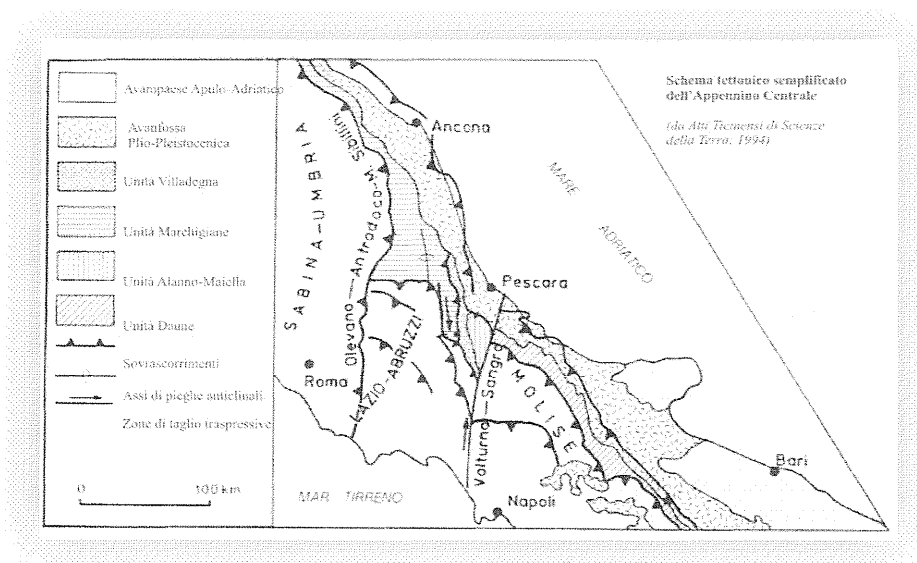 Avampaese Apulo-Adriatico
Avanfossa
Plio-Pleistocenica
Unità Villadegna
Unità Marchigiane
Unità Alanno-Maiella
Unità Daune
Sovrascorrimenti
Assi di pieghe anticlinali
Zone di taglio traspressive
0 100 km
Schema tettonico semplificato
dell'Appennino Centrale
(da Atti Ticinensi di Scienze
della Terra, 1994)
Ancona
MARE
ADRIATICO
SABINA-UMBRIA
Olevano-Antrodoco-M. Sibillini
Pescara
Roma
LAZIO-ABRUZZI
Volturno-Sangro
MOLISE
Bari
MAR TIRRENO
Napoli